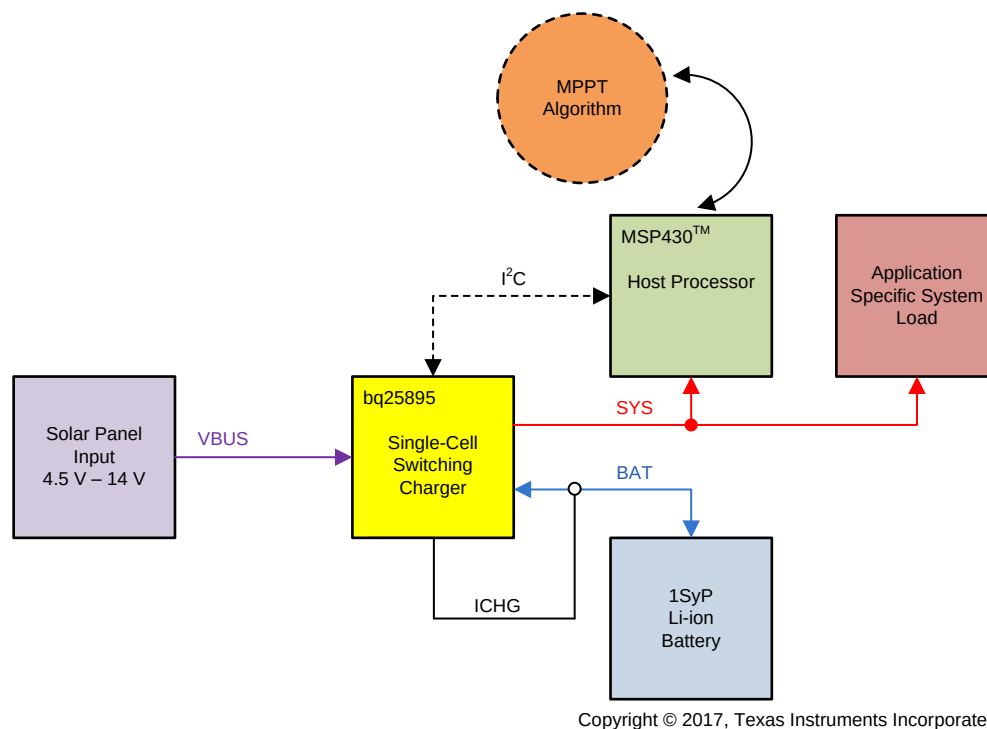 MPPT
Algorithm
MSP430™
Host Processor
Application
Specific System
Load
I²C
Solar Panel
Input
4.5 V – 14 V
VBUS
bq25895
Single-Cell
Switching
Charger
SYS
BAT
ICHG
1SyP
Li-ion
Battery
Copyright © 2017, Texas Instruments Incorporate